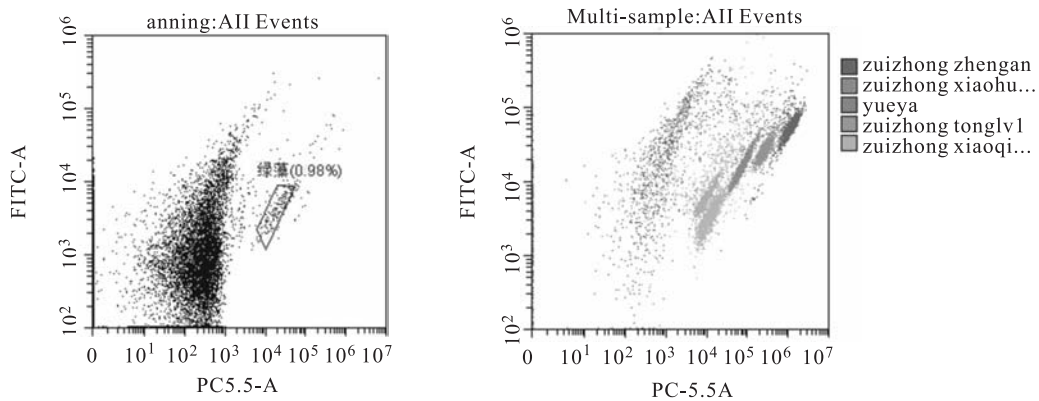 anning:AII Events
10^6
10^5
10^4
10^3
10^2
FITC-A
绿藻(0.98%)
0 10^1 10^2 10^3 10^4 10^5 10^6 10^7
PC5.5-A
Multi-sample:AII Events
10^6
10^5
10^4
10^3
10^2
FITC-A
0 10^1 10^2 10^3 10^4 10^5 10^6 10^7
PC-5.5A
zuizhong zhengan
zuizhong xiaohu...
yueya
zuizhong tonglv1
zuizhong xiaoqi...